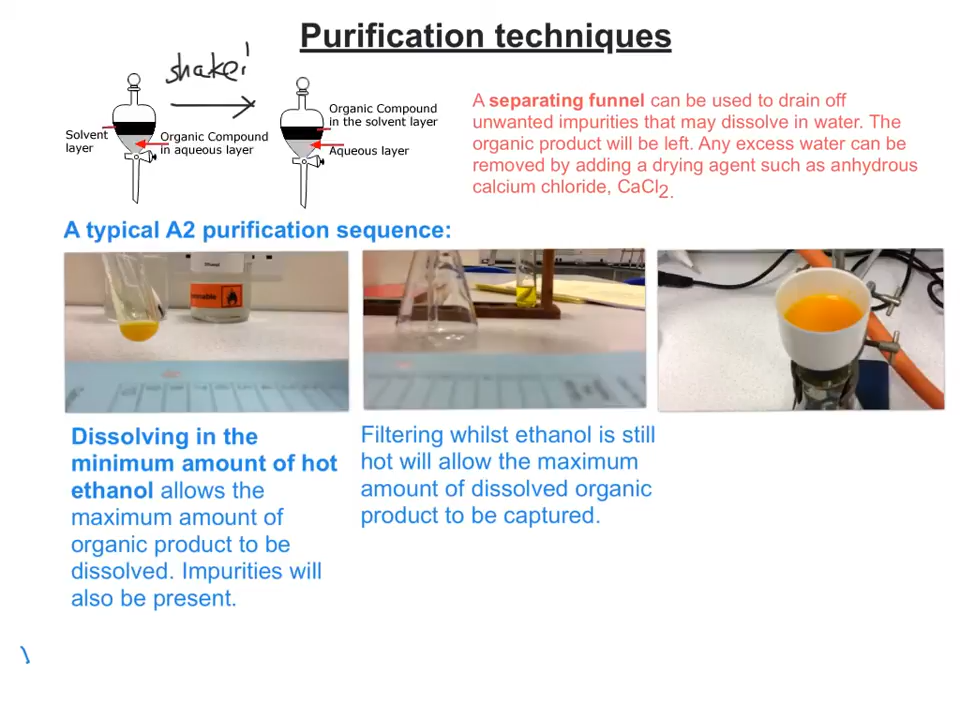 Purification techniques
shake!
Solvent
layer
Organic Compound
in aqueous layer
Organic Compound
in the solvent layer
Aqueous layer
A separating funnel can be used to drain off
unwanted impurities that may dissolve in water. The
organic product will be left. Any excess water can be
removed by adding a drying agent such as anhydrous
calcium chloride, CaCl2.
A typical A2 purification sequence:
Dissolving in the
minimum amount of hot
ethanol allows the
maximum amount of
organic product to be
dissolved. Impurities will
also be present.
Filtering whilst ethanol is still
hot will allow the maximum
amount of dissolved organic
product to be captured.